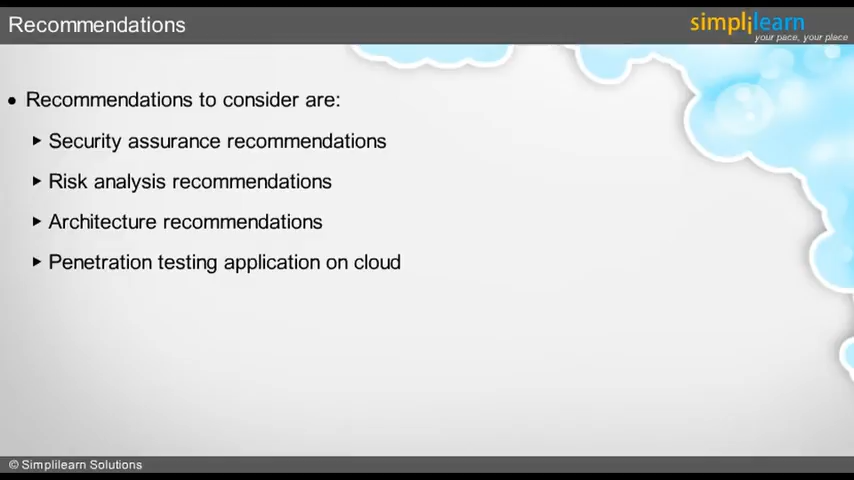 Recommendations
simplilearn
your pace, your place
• Recommendations to consider are:
▶ Security assurance recommendations
▶ Risk analysis recommendations
▶ Architecture recommendations
▶ Penetration testing application on cloud
© Simplilearn Solutions